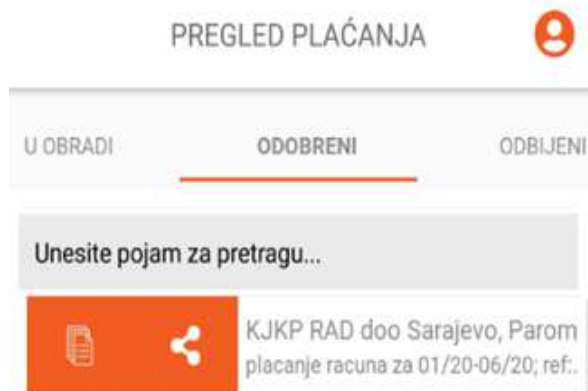 PREGLED PLAĆANJA
U OBRADI ODOBRENI ODBIJENI
Unesite pojam za pretragu...
KJKP RAD doo Sarajevo, Parom
placanje racuna za 01/20-06/20; ref:.